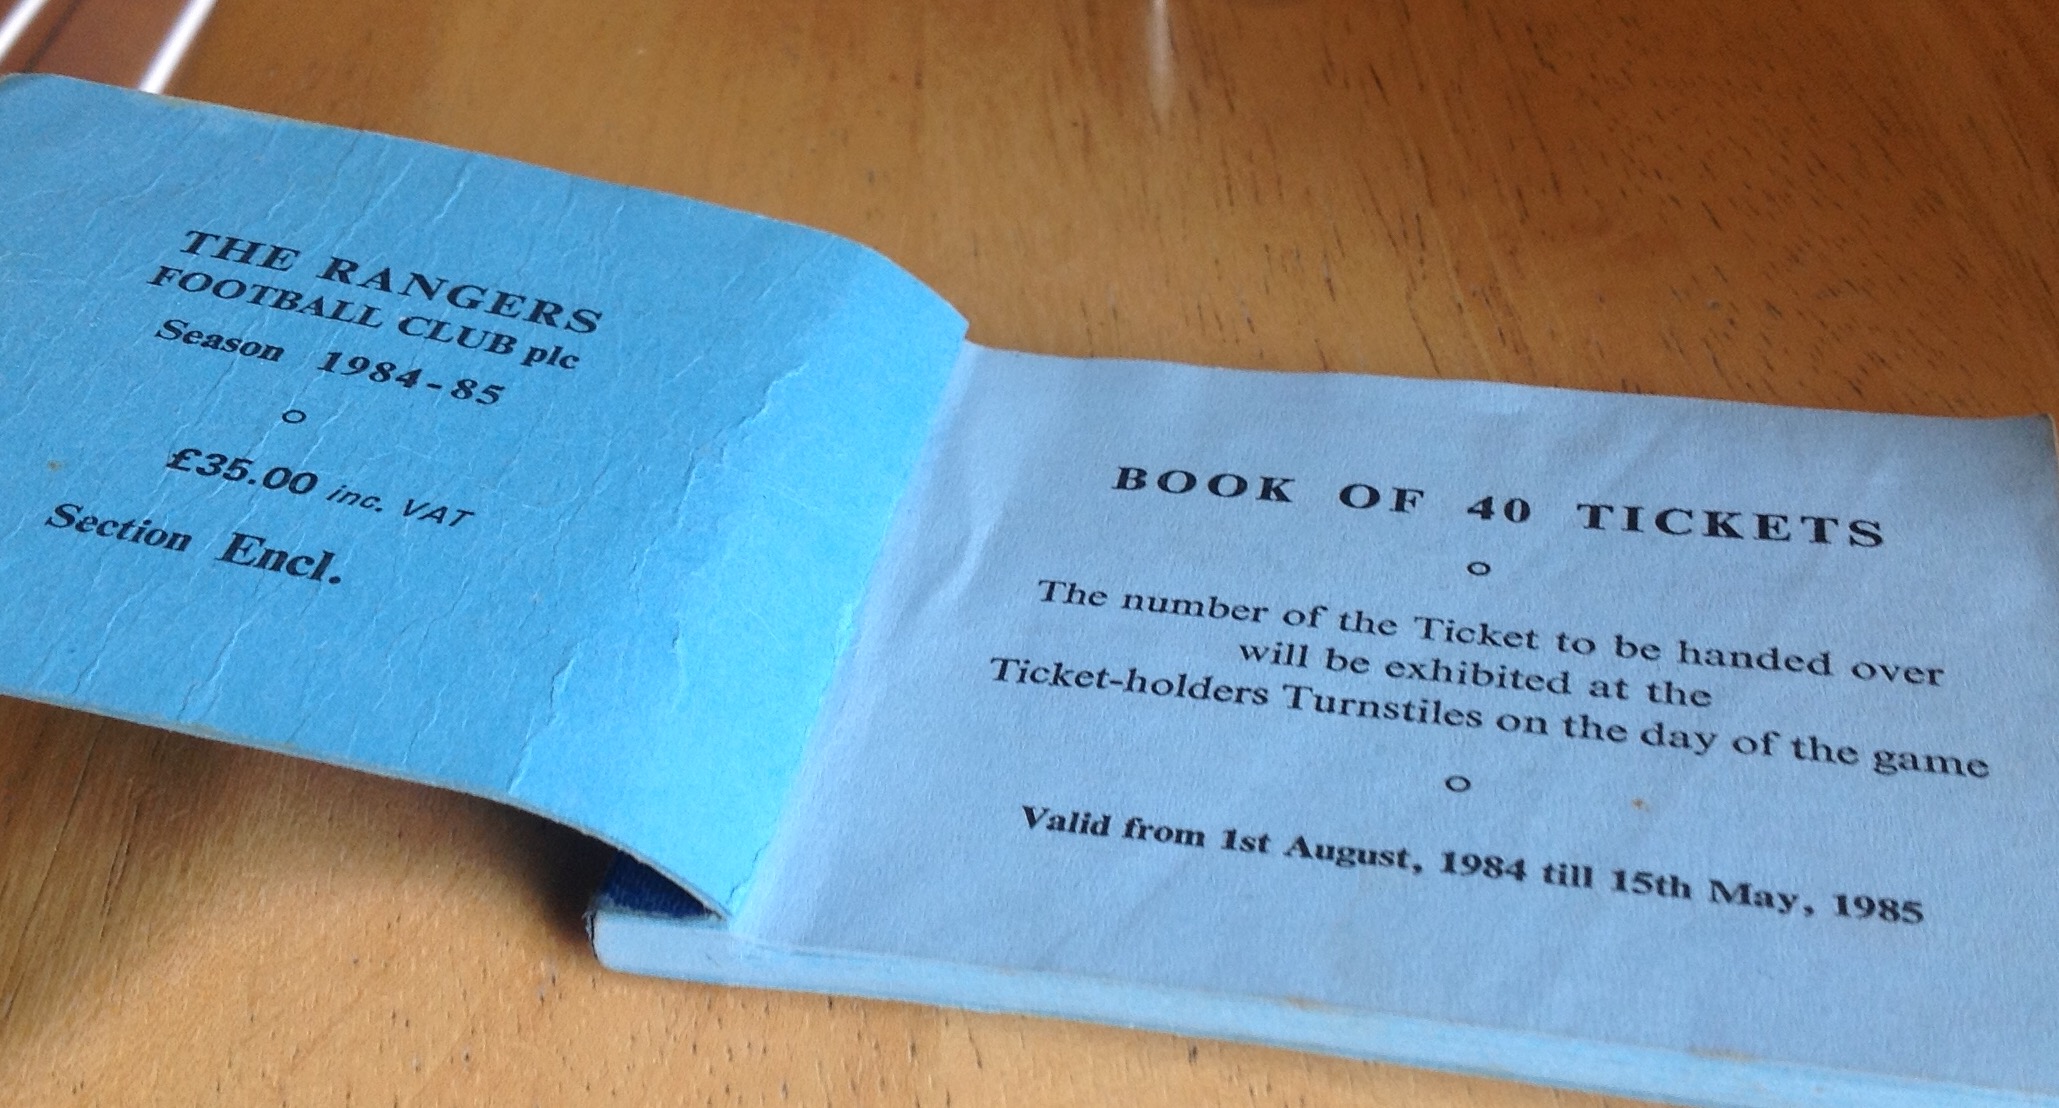 THE RANGERS
FOOTBALL CLUB plc
Season 1984-85
£35.00 inc. VAT
Section Encl.
BOOK OF 40 TICKETS
The number of the Ticket to be handed over
will be exhibited at the
Ticket-holders Turnstiles on the day of the game
Valid from 1st August, 1984 till 15th May, 1985